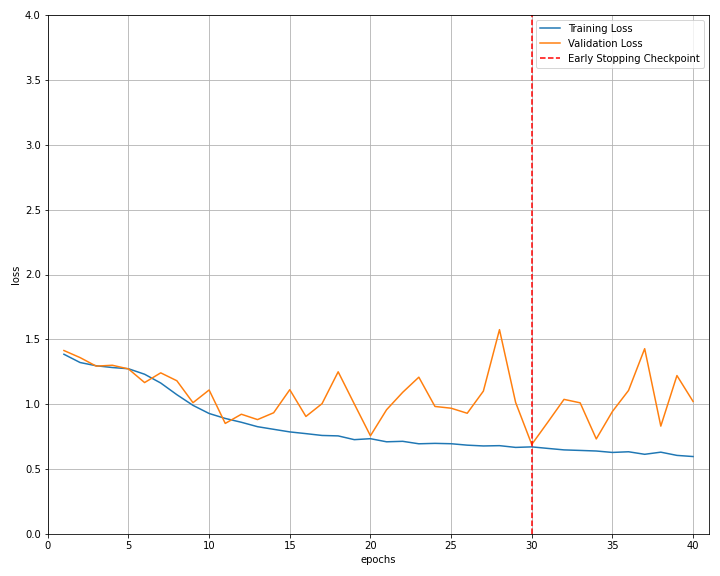 4.0
3.5
3.0
2.5
2.0
1.5
1.0
0.5
0.0
loss
0 5 10 15 20 25 30 35 40
epochs
Training Loss
Validation Loss
Early Stopping Checkpoint